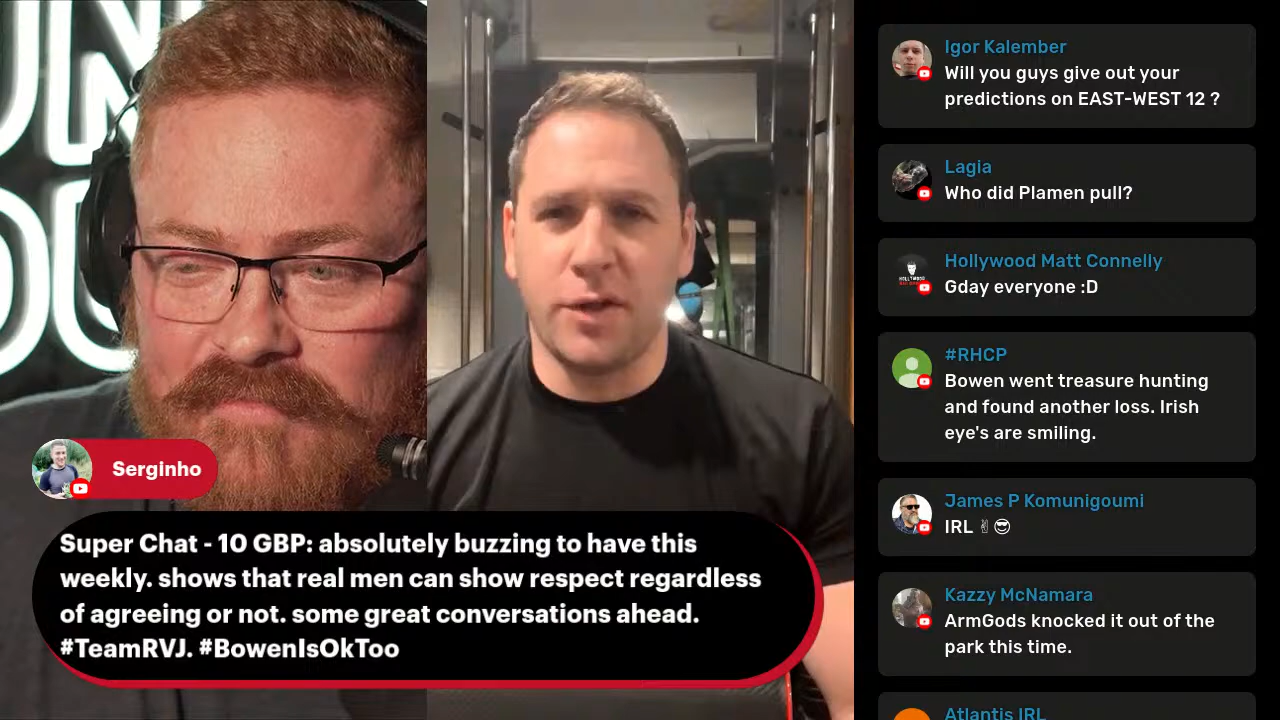 Serginho
Super Chat - 10 GBP: absolutely buzzing to have this
weekly. shows that real men can show respect regardless
of agreeing or not. some great conversations ahead.
#TeamRVJ. #BowenIsOkToo
Igor Kalember
Will you guys give out your
predictions on EAST-WEST 12 ?
Lagia
Who did Plamen pull?
Hollywood Matt Connelly
Gday everyone :D
#RHCP
Bowen went treasure hunting
and found another loss. Irish
eye's are smiling.
James P Komunigoumi
IRL ✌😎
Kazzy McNamara
ArmGods knocked it out of the
park this time.
Atlantis IRL